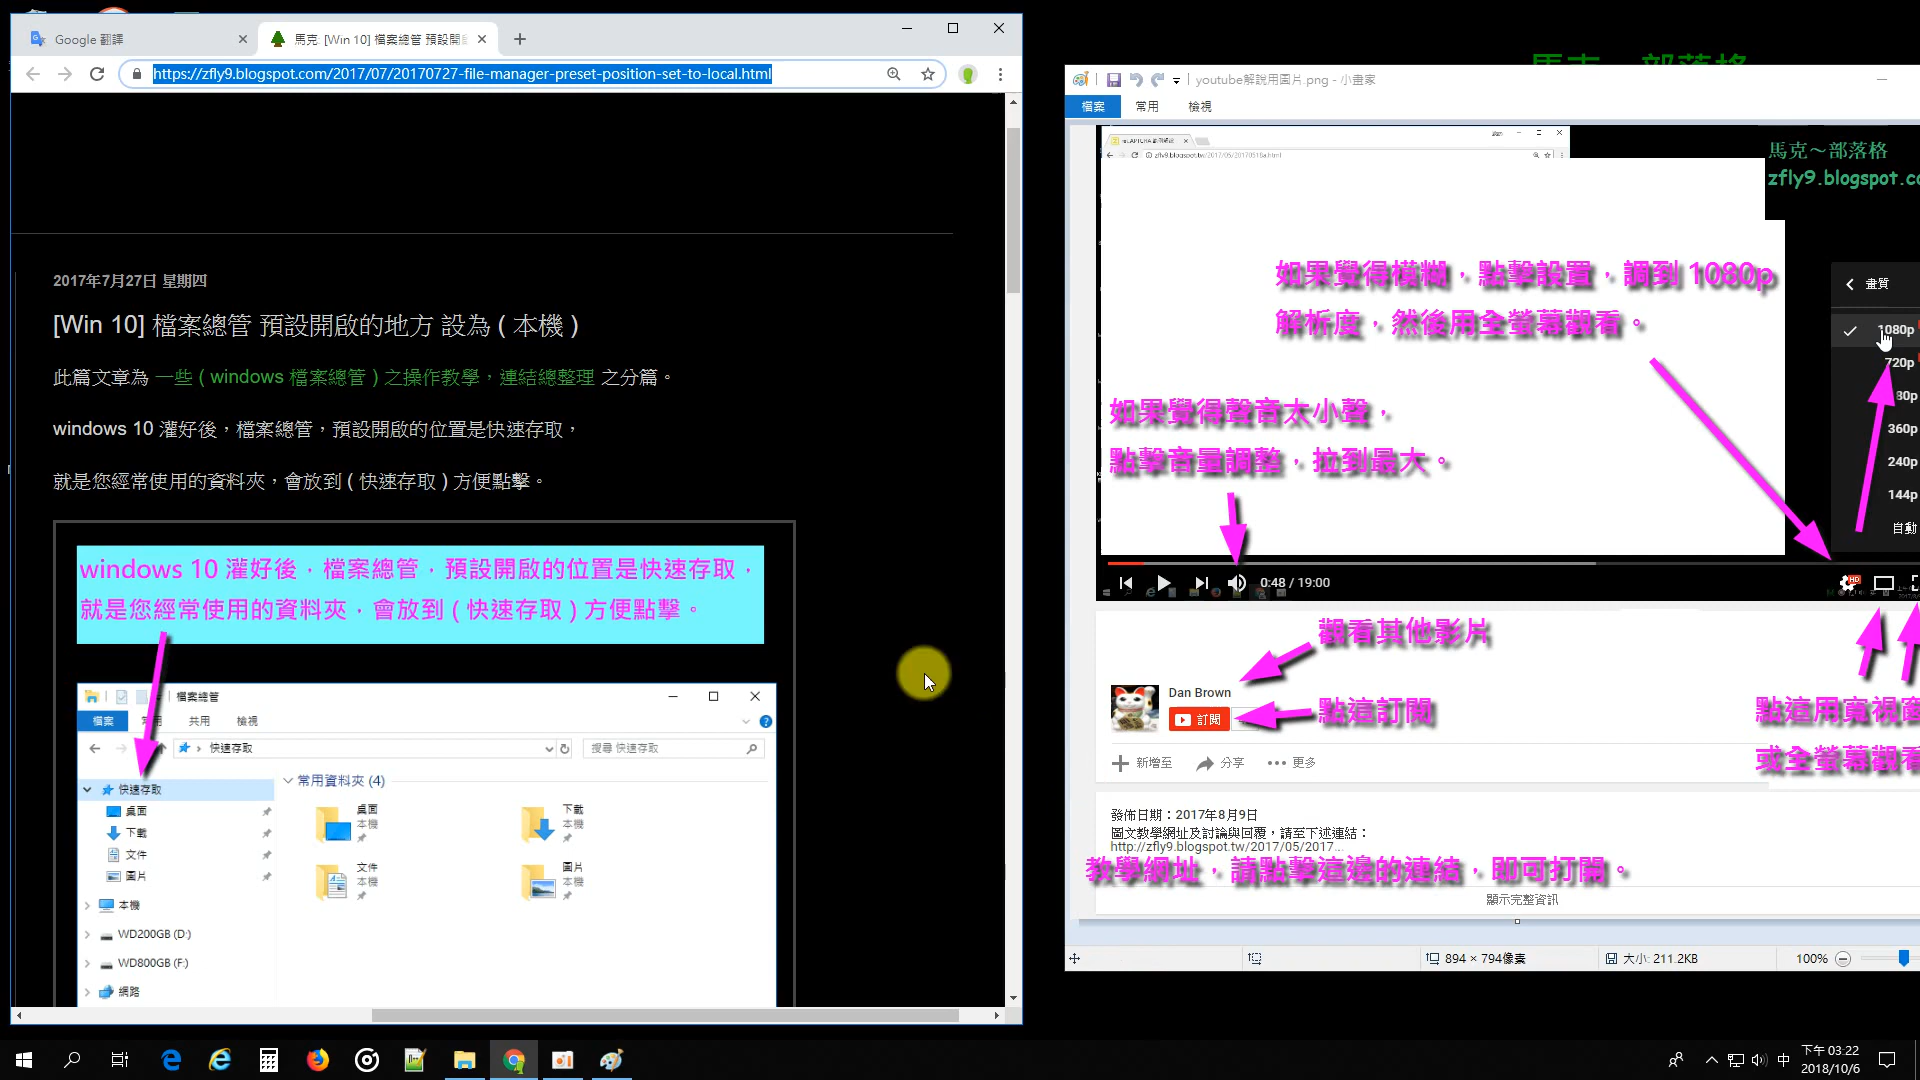 Google 翻譯
馬克: [Win 10] 檔案總管 預設開啟
https://zfly9.blogspot.com/2017/07/20170727-file-manager-preset-position-set-to-local.html
2017年7月27日 星期四
[Win 10] 檔案總管 預設開啟的地方 設為 ( 本機 )
此篇文章為 一些 ( windows 檔案總管 ) 之操作教學，連結總整理 之分篇。
windows 10 灌好後，檔案總管，預設開啟的位置是快速存取，
就是您經常使用的資料夾，會放到 ( 快速存取 ) 方便點擊。
windows 10 灌好後，檔案總管，預設開啟的位置是快速存取，
就是您經常使用的資料夾，會放到 ( 快速存取 ) 方便點擊。
檔案總管
檔案
共用
檢視
快速存取
搜尋 快速存取
快速存取
桌面
下載
文件
圖片
本機
WD200GB (D:)
WD800GB (F:)
網路
常用資料夾 (4)
桌面
本機
下載
本機
文件
本機
圖片
本機
youtube解說用圖片.png - 小畫家
檔案
常用
檢視
馬克～部落格
zfly9.blogspot.co
如果覺得模糊，點擊設置，調到 1080p
解析度，然後用全螢幕觀看。
畫質
1080p
720p
80p
360p
240p
144p
自動
如果覺得聲音太小聲，
點擊音量調整，拉到最大。
0:48 / 19:00
HD
觀看其他影片
Dan Brown
訂閱
點這訂閱
點這用寬視窗
或全螢幕觀看
新增至
分享
更多
發佈日期：2017年8月9日
圖文教學網址及討論與回覆，請至下述連結：
http://zfly9.blogspot.tw/2017/05/2017...
教學網址，請點擊這邊的連結，即可打開。
顯示完整資訊
894 × 794像素
大小: 211.2KB
100%
中
下午 03:22
2018/10/6